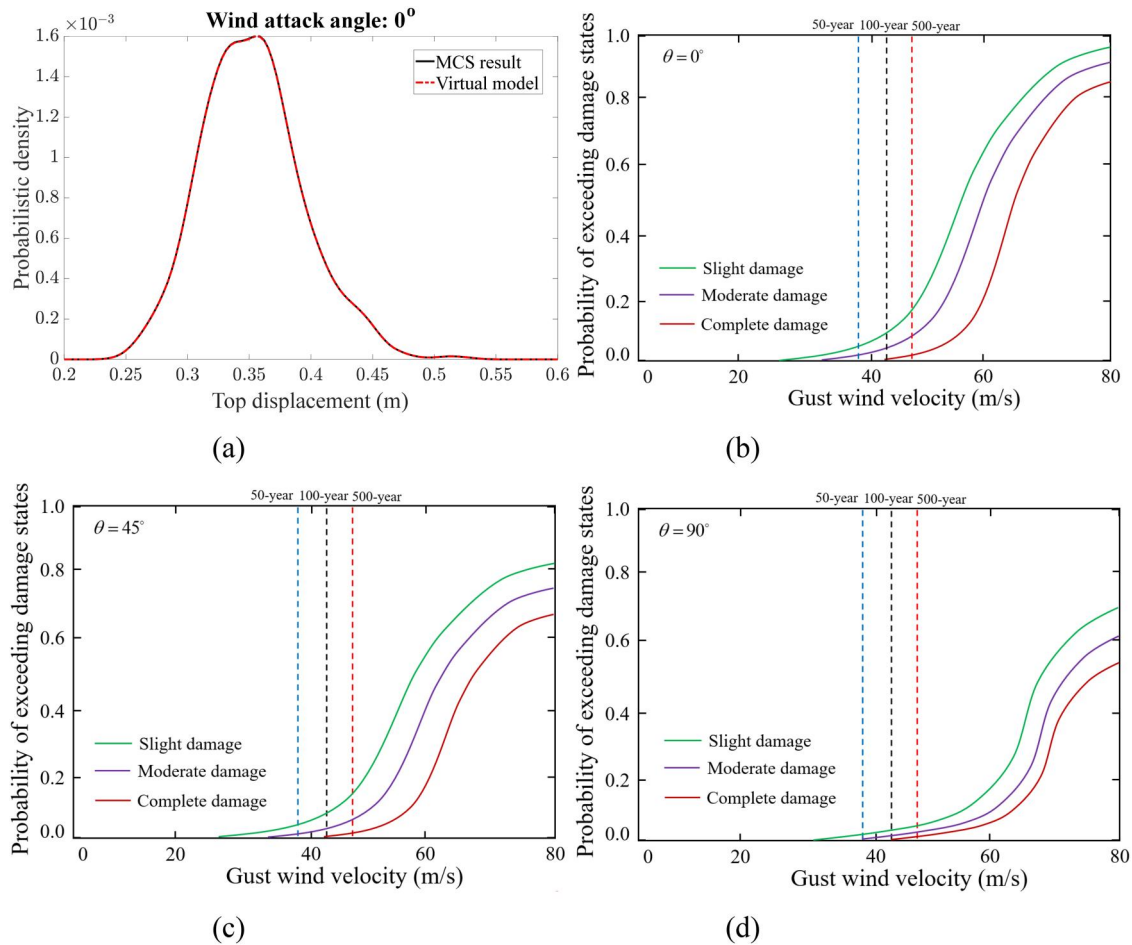 Wind attack angle: 0°
×10⁻³
1.6
1.4
1.2
1
0.8
0.6
0.4
0.2
0
0.2 0.25 0.3 0.35 0.4 0.45 0.5 0.55 0.6
Probabilistic density
Top displacement (m)
MCS result
Virtual model
(a)
50-year 100-year 500-year
θ = 0°
1.0
0.8
0.6
0.4
0.2
0.0
0 20 40 60 80
Probability of exceeding damage states
Gust wind velocity (m/s)
Slight damage
Moderate damage
Complete damage
(b)
50-year 100-year 500-year
θ = 45°
1.0
0.8
0.6
0.4
0.2
0.0
0 20 40 60 80
Probability of exceeding damage states
Gust wind velocity (m/s)
Slight damage
Moderate damage
Complete damage
(c)
50-year 100-year 500-year
θ = 90°
1.0
0.8
0.6
0.4
0.2
0.0
0 20 40 60 80
Probability of exceeding damage states
Gust wind velocity (m/s)
Slight damage
Moderate damage
Complete damage
(d)